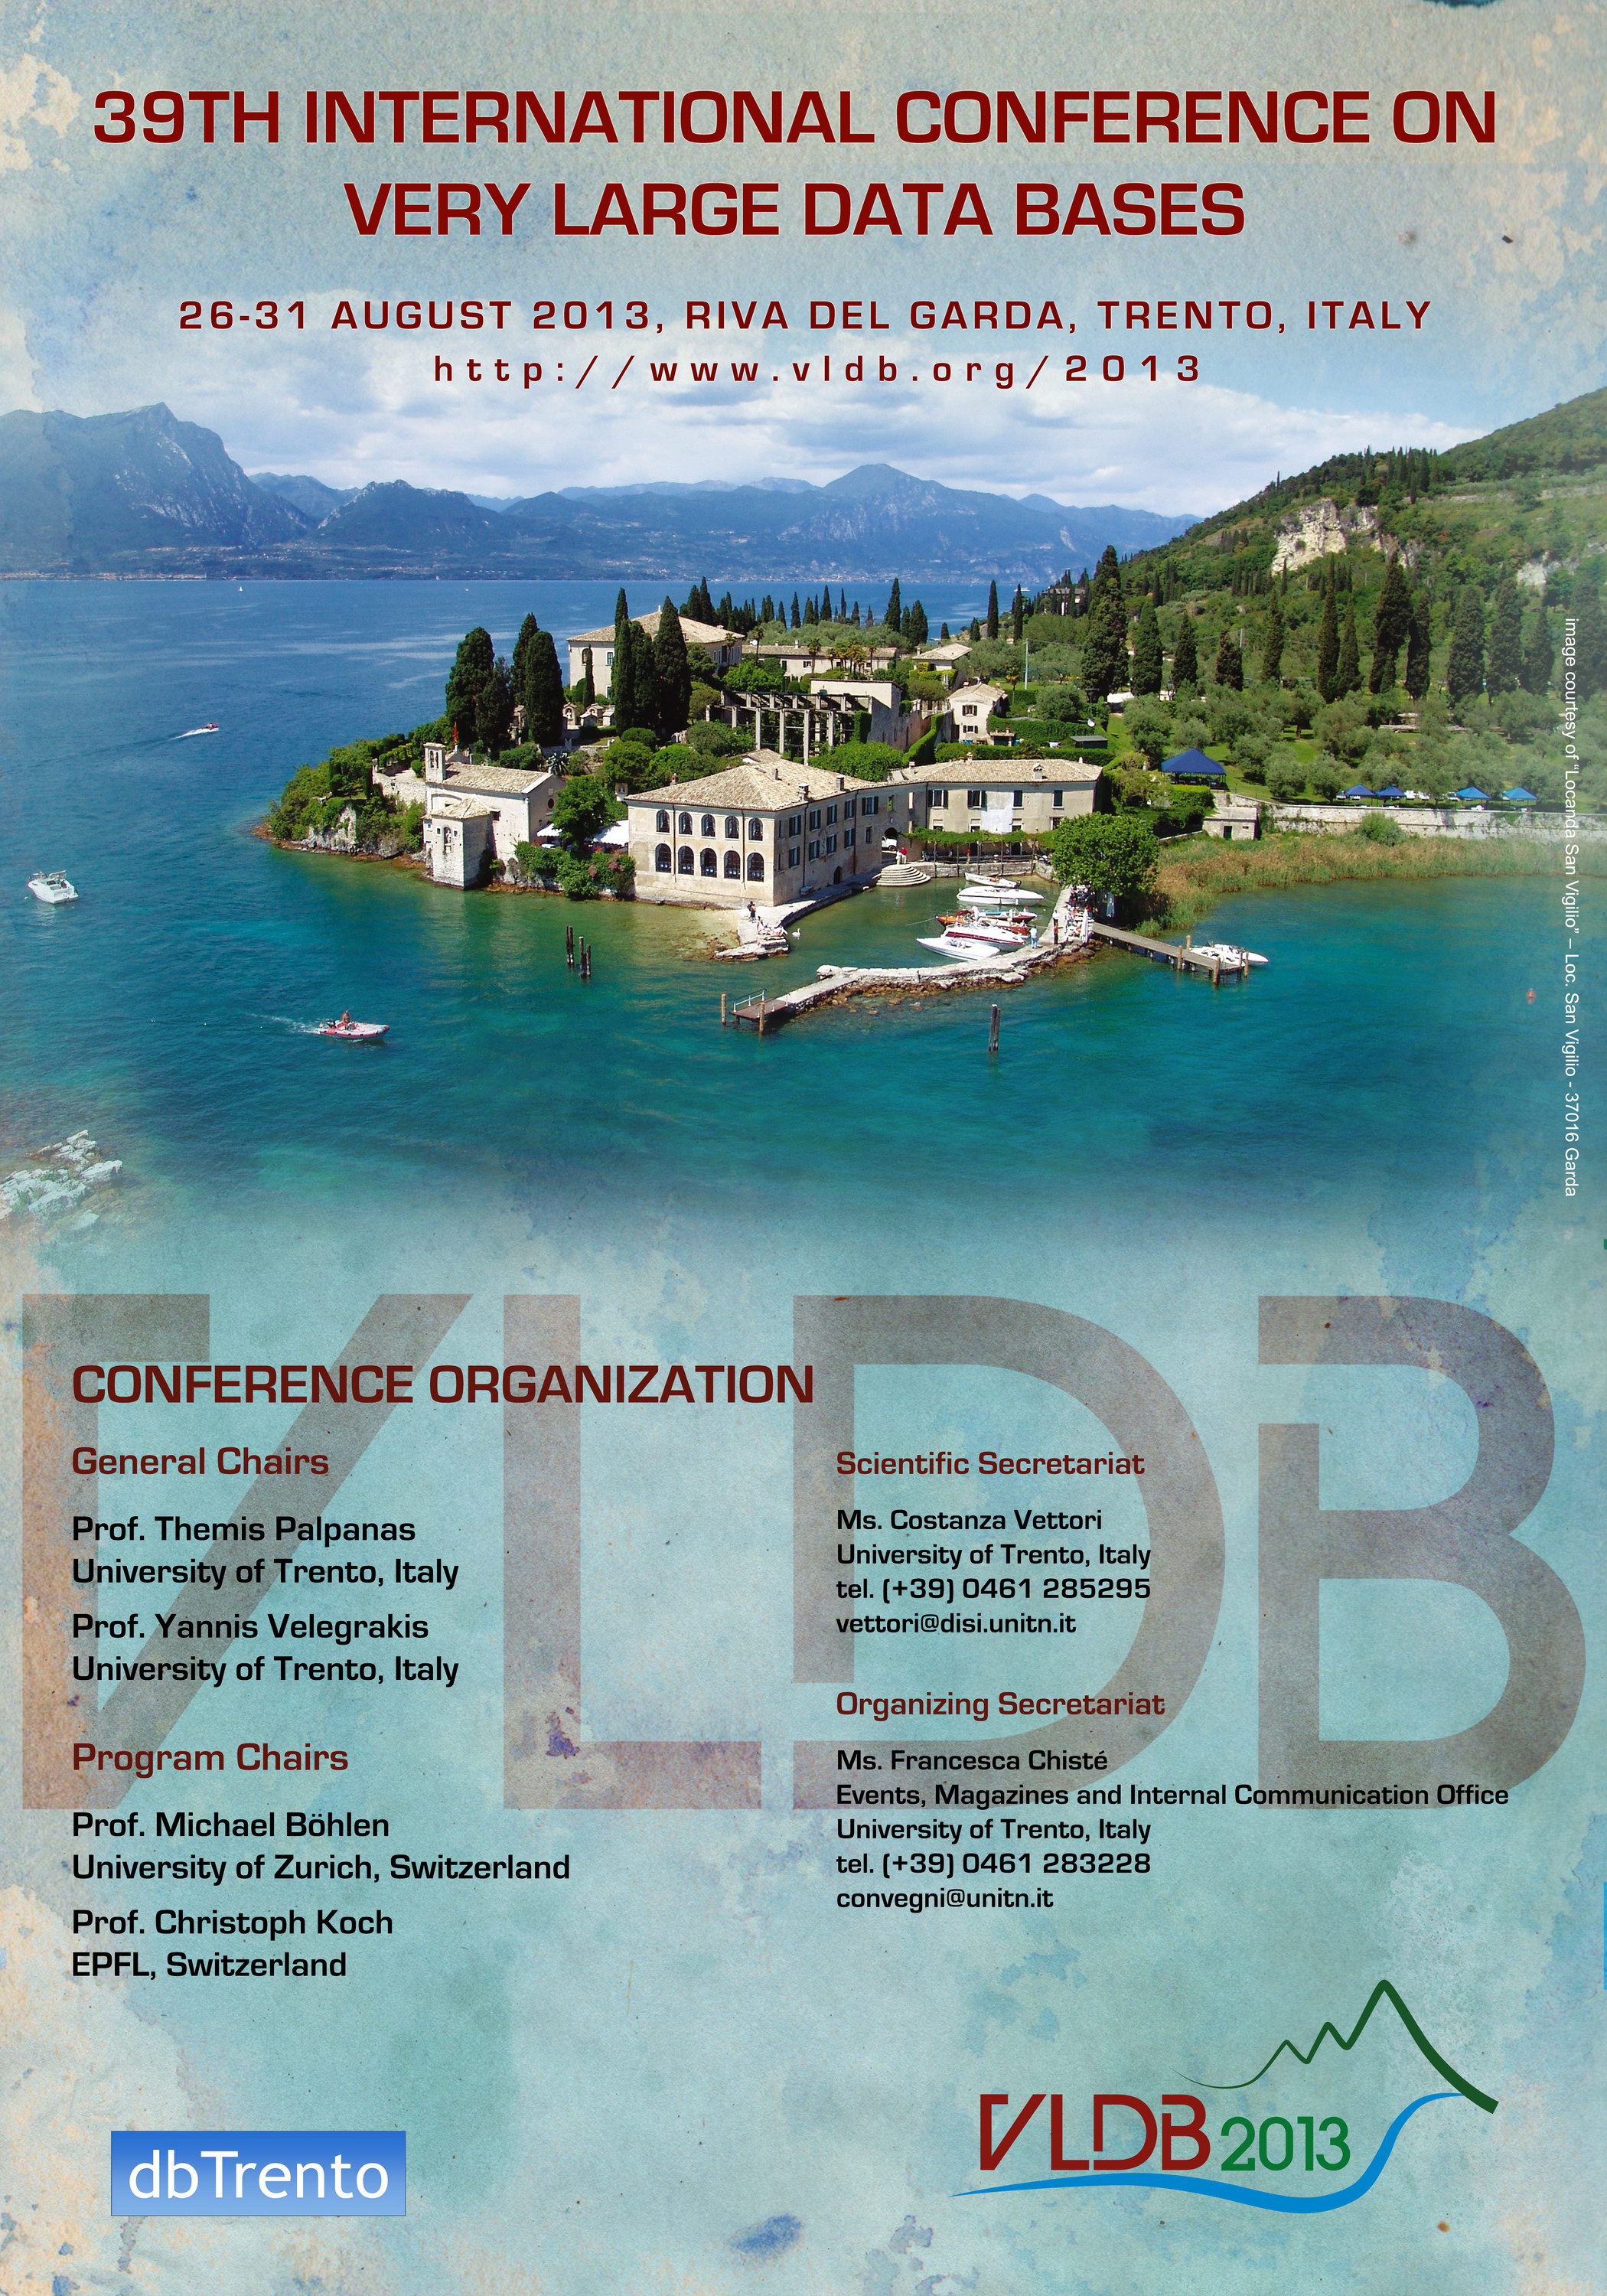 39TH INTERNATIONAL CONFERENCE ON
VERY LARGE DATA BASES
26-31 AUGUST 2013, RIVA DEL GARDA, TRENTO, ITALY
http://www.vldb.org/2013
image courtesy of "Locanda San Vigilio" – Loc. San Vigilio - 37016 Garda
VLDB
CONFERENCE ORGANIZATION
General Chairs
Prof. Themis Palpanas
University of Trento, Italy
Prof. Yannis Velegrakis
University of Trento, Italy
Program Chairs
Prof. Michael Böhlen
University of Zurich, Switzerland
Prof. Christoph Koch
EPFL, Switzerland
Scientific Secretariat
Ms. Costanza Vettori
University of Trento, Italy
tel. (+39) 0461 285295
vettori@disi.unitn.it
Organizing Secretariat
Ms. Francesca Chisté
Events, Magazines and Internal Communication Office
University of Trento, Italy
tel. (+39) 0461 283228
convegni@unitn.it
dbTrento
VLDB 2013